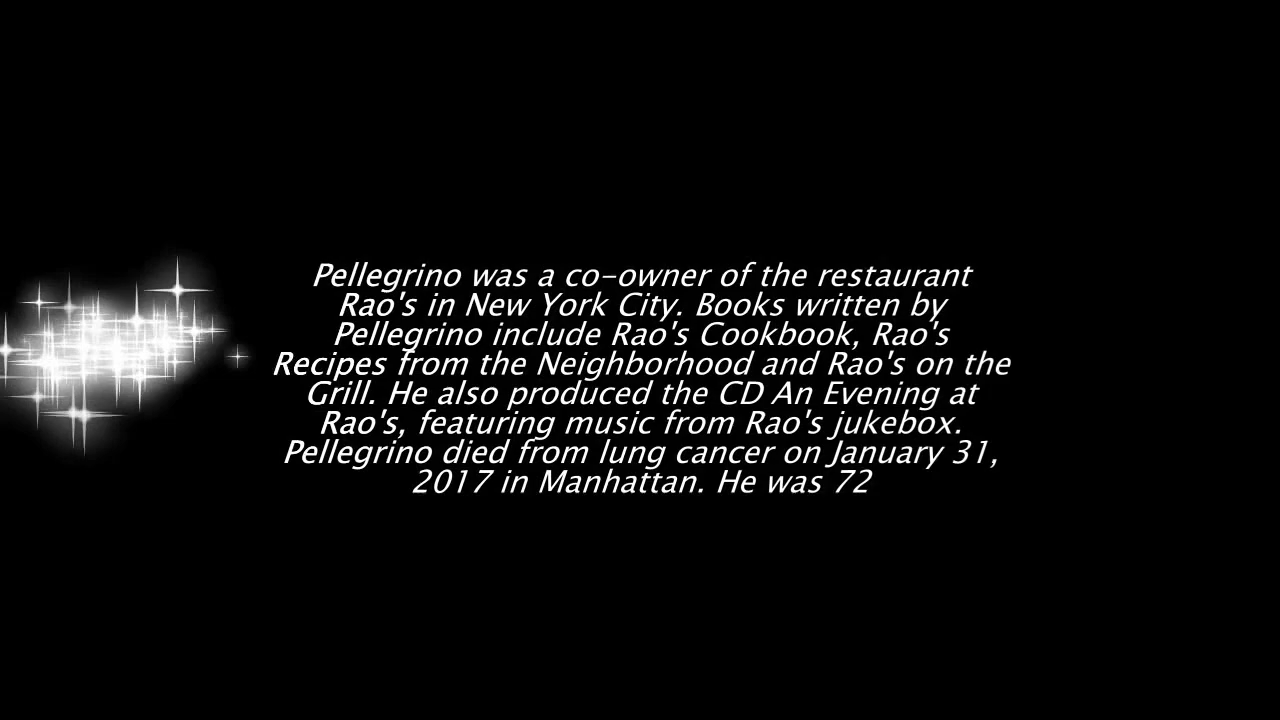 Pellegrino was a co-owner of the restaurant
Rao's in New York City. Books written by
Pellegrino include Rao's Cookbook, Rao's
Recipes from the Neighborhood and Rao's on the
Grill. He also produced the CD An Evening at
Rao's, featuring music from Rao's jukebox.
Pellegrino died from lung cancer on January 31,
2017 in Manhattan. He was 72